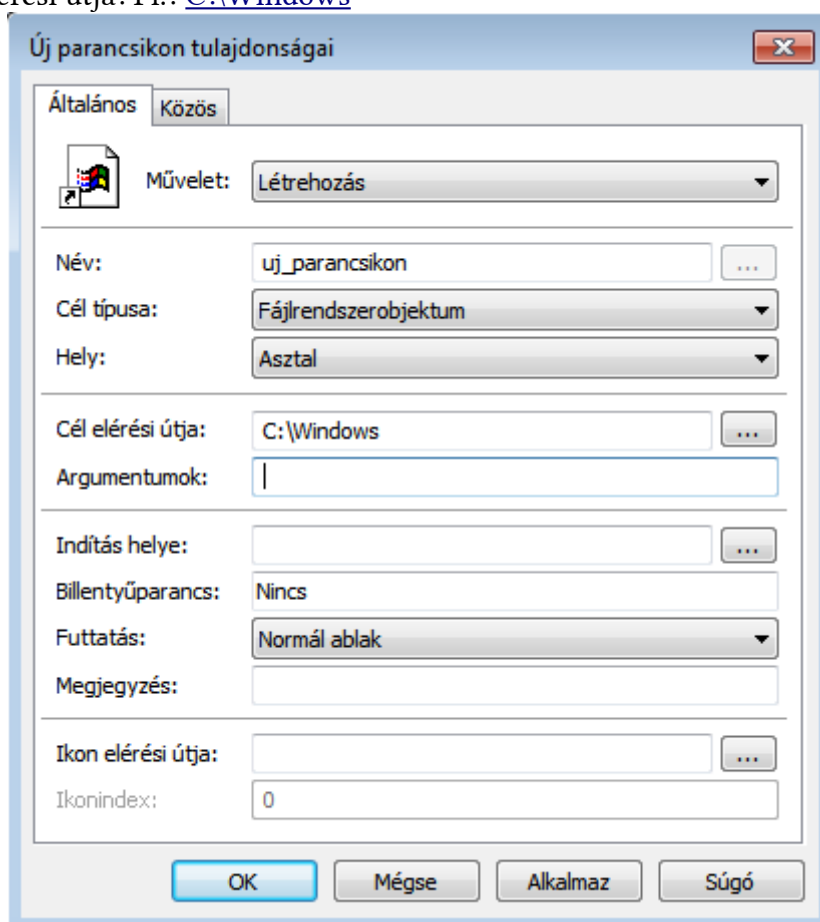 C:\Windows
Új parancsikon tulajdonságai
Általános Közös
Művelet: Létrehozás
Név: uj_parancsikon ...
Cél típusa: Fájlrendszerobjektum
Hely: Asztal
Cél elérési útja: C:\Windows ...
Argumentumok:
Indítás helye: ...
Billentyűparancs: Nincs
Futtatás: Normál ablak
Megjegyzés:
Ikon elérési útja: ...
Ikonindex: 0
OK Mégse Alkalmaz Súgó